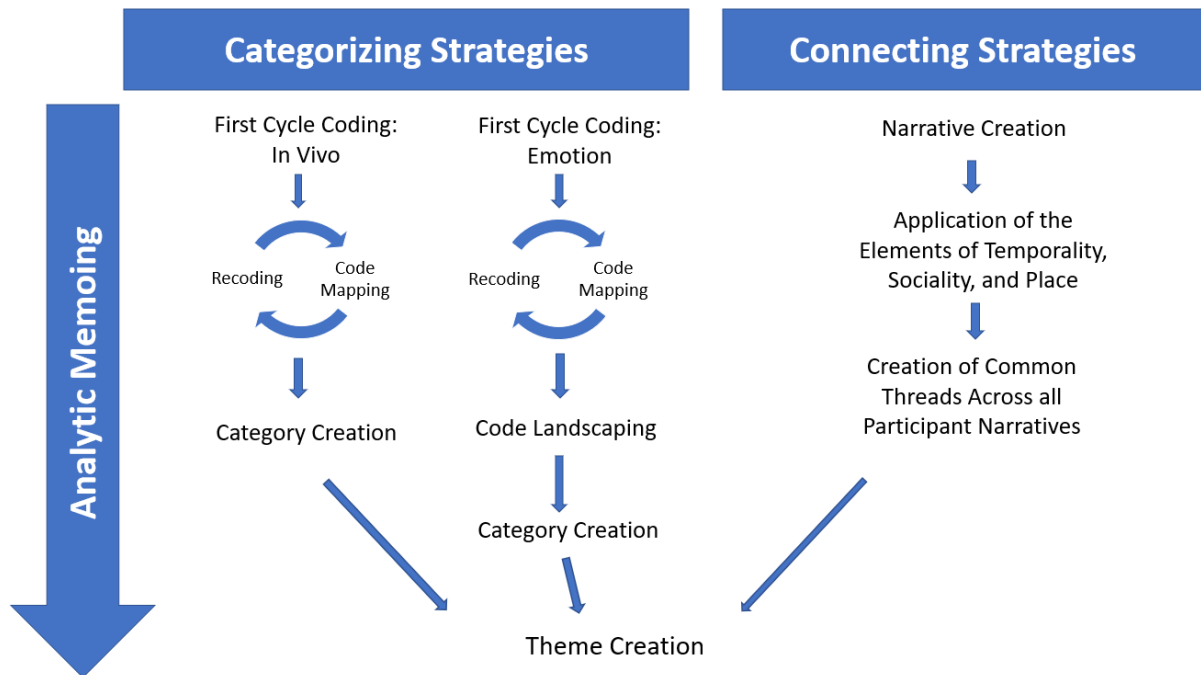 Categorizing Strategies
Connecting Strategies
Analytic Memoing
First Cycle Coding:
In Vivo
Recoding
Code
Mapping
Category Creation
First Cycle Coding:
Emotion
Recoding
Code
Mapping
Code Landscaping
Category Creation
Narrative Creation
Application of the
Elements of Temporality,
Sociality, and Place
Creation of Common
Threads Across all
Participant Narratives
Theme Creation